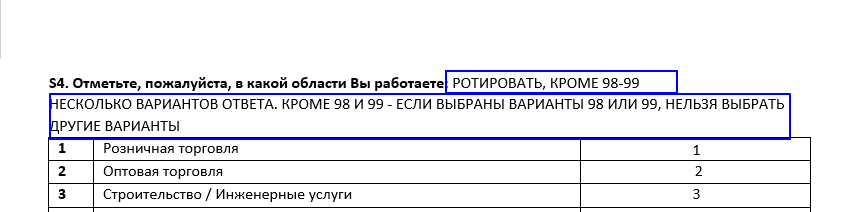 S4. Отметьте, пожалуйста, в какой области Вы работаете: РОТИРОВАТЬ, КРОМЕ 98-99
НЕСКОЛЬКО ВАРИАНТОВ ОТВЕТА. КРОМЕ 98 И 99 - ЕСЛИ ВЫБРАНЫ ВАРИАНТЫ 98 ИЛИ 99, НЕЛЬЗЯ ВЫБРАТЬ
ДРУГИЕ ВАРИАНТЫ
1 Розничная торговля 1
2 Оптовая торговля 2
3 Строительство / Инженерные услуги 3